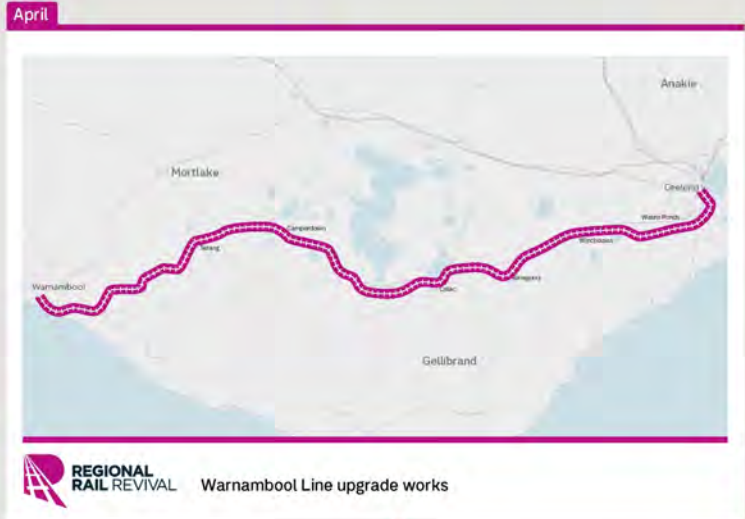 April
Anakie
Mortlake
Geelong
Waurn Ponds
Camperdown
Winchelsea
Terang
Birregurra
Colac
Warnambool
Gellibrand
REGIONAL
RAIL REVIVAL
Warnambool Line upgrade works